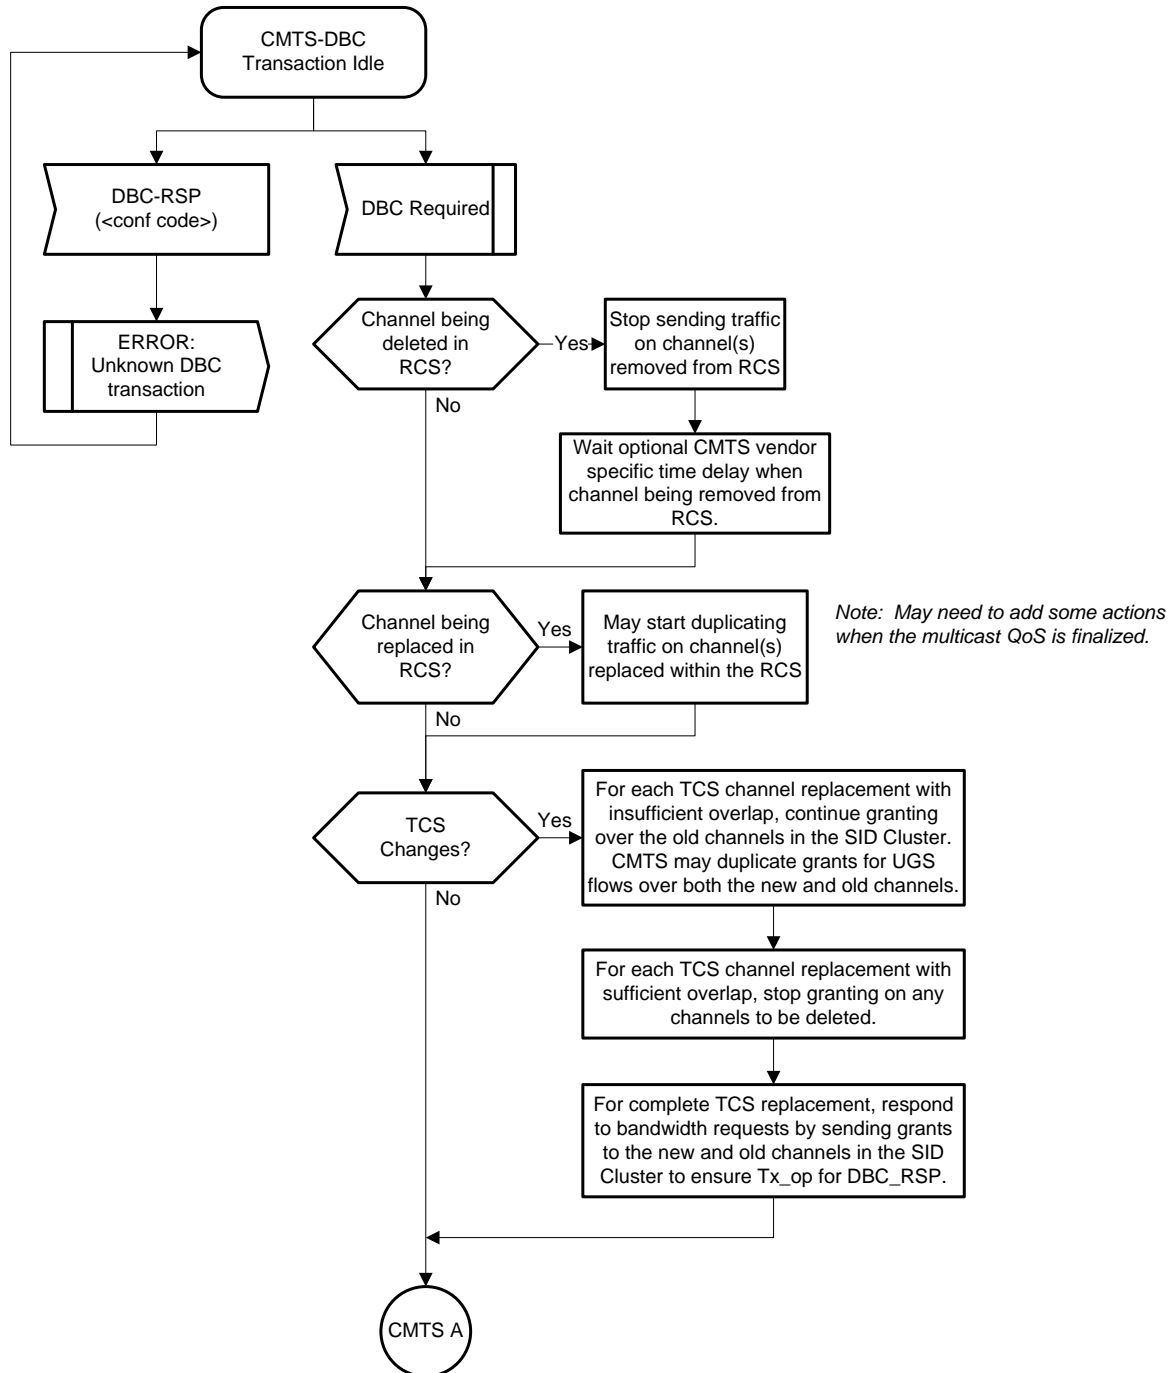 CMTS-DBC
Transaction Idle
DBC-RSP
(<conf code>)
DBC Required
ERROR:
Unknown DBC
transaction
Channel being
deleted in
RCS?
Yes
Stop sending traffic
on channel(s)
removed from RCS
No
Wait optional CMTS vendor
specific time delay when
channel being removed from
RCS.
Channel being
replaced in
RCS?
Yes
May start duplicating
traffic on channel(s)
replaced within the RCS
Note:  May need to add some actions
when the multicast QoS is finalized.
No
TCS
Changes?
Yes
For each TCS channel replacement with
insufficient overlap, continue granting
over the old channels in the SID Cluster.
CMTS may duplicate grants for UGS
flows over both the new and old channels.
No
For each TCS channel replacement with
sufficient overlap, stop granting on any
channels to be deleted.
For complete TCS replacement, respond
to bandwidth requests by sending grants
to the new and old channels in the SID
Cluster to ensure Tx_op for DBC_RSP.
CMTS A